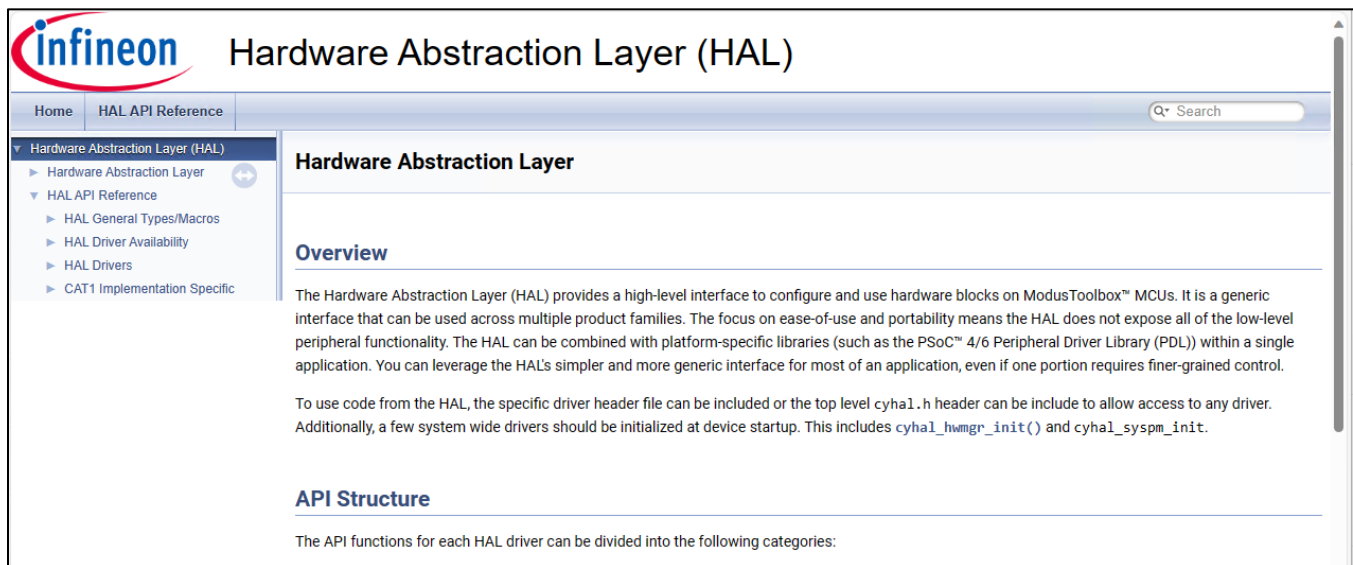 infineon
Hardware Abstraction Layer (HAL)
Home
HAL API Reference
Search
Hardware Abstraction Layer (HAL)
Hardware Abstraction Layer
HAL API Reference
HAL General Types/Macros
HAL Driver Availability
HAL Drivers
CAT1 Implementation Specific
Hardware Abstraction Layer
Overview
The Hardware Abstraction Layer (HAL) provides a high-level interface to configure and use hardware blocks on ModusToolbox™ MCUs. It is a generic
interface that can be used across multiple product families. The focus on ease-of-use and portability means the HAL does not expose all of the low-level
peripheral functionality. The HAL can be combined with platform-specific libraries (such as the PSoC™ 4/6 Peripheral Driver Library (PDL)) within a single
application. You can leverage the HAL's simpler and more generic interface for most of an application, even if one portion requires finer-grained control.
To use code from the HAL, the specific driver header file can be included or the top level cyhal.h header can be include to allow access to any driver.
Additionally, a few system wide drivers should be initialized at device startup. This includes cyhal_hwmgr_init() and cyhal_syspm_init.
API Structure
The API functions for each HAL driver can be divided into the following categories: